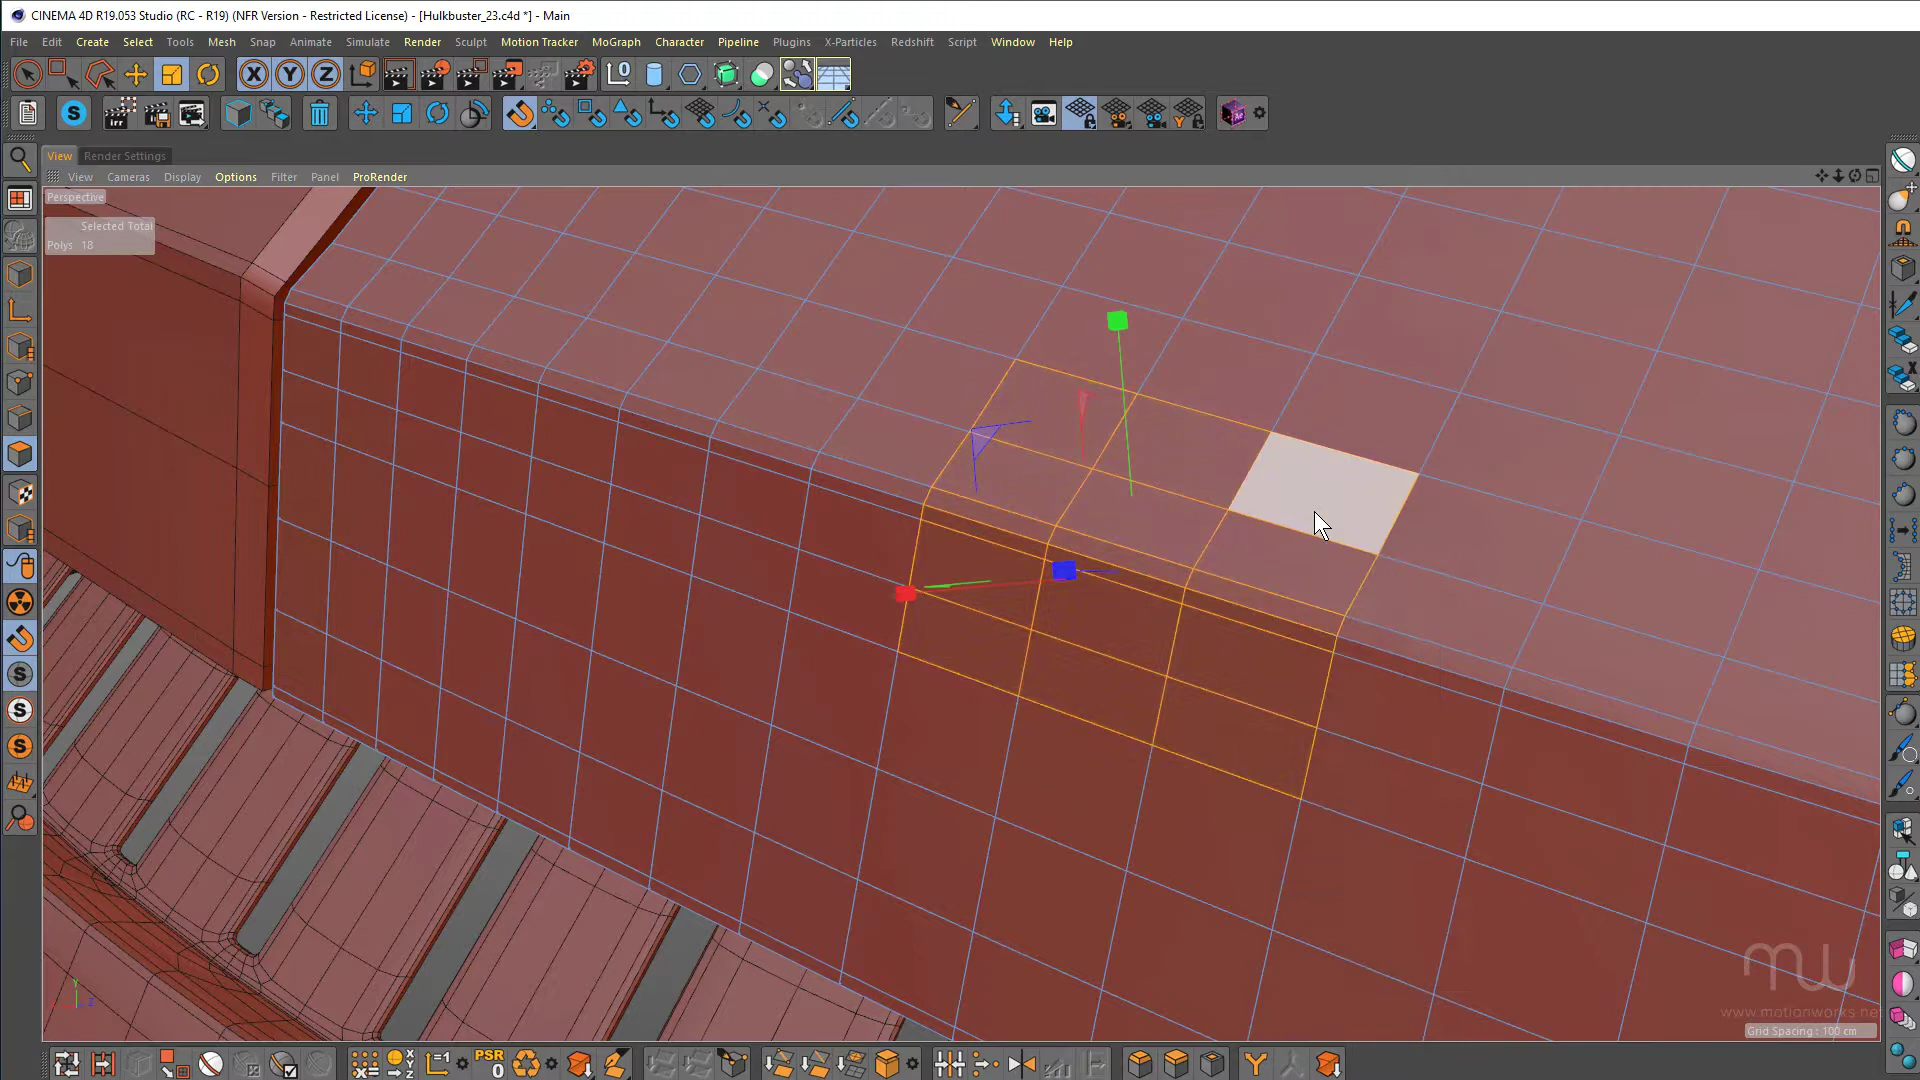 CINEMA 4D R19.053 Studio (RC - R19) (NFR Version - Restricted License) - [Hulkbuster_23.c4d *] - Main
File Edit Create Select Tools Mesh Snap Animate Simulate Render Sculpt Motion Tracker MoGraph Character Pipeline Plugins X-Particles Redshift Script Window Help
X Y Z
View Render Settings
View Cameras Display Options Filter Panel ProRender
Perspective
Selected Total
Polys 18
Y
Z
mw
www.motionworks.net
Grid Spacing : 100 cm
PSR
0